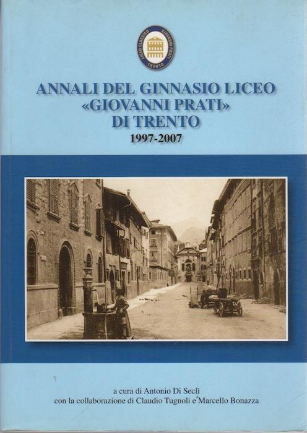 ANNALI DEL GINNASIO LICEO
«GIOVANNI PRATI»
DI TRENTO
1997-2007
a cura di Antonio Di Seclì
con la collaborazione di Claudio Tugnoli e Marcello Bonazza